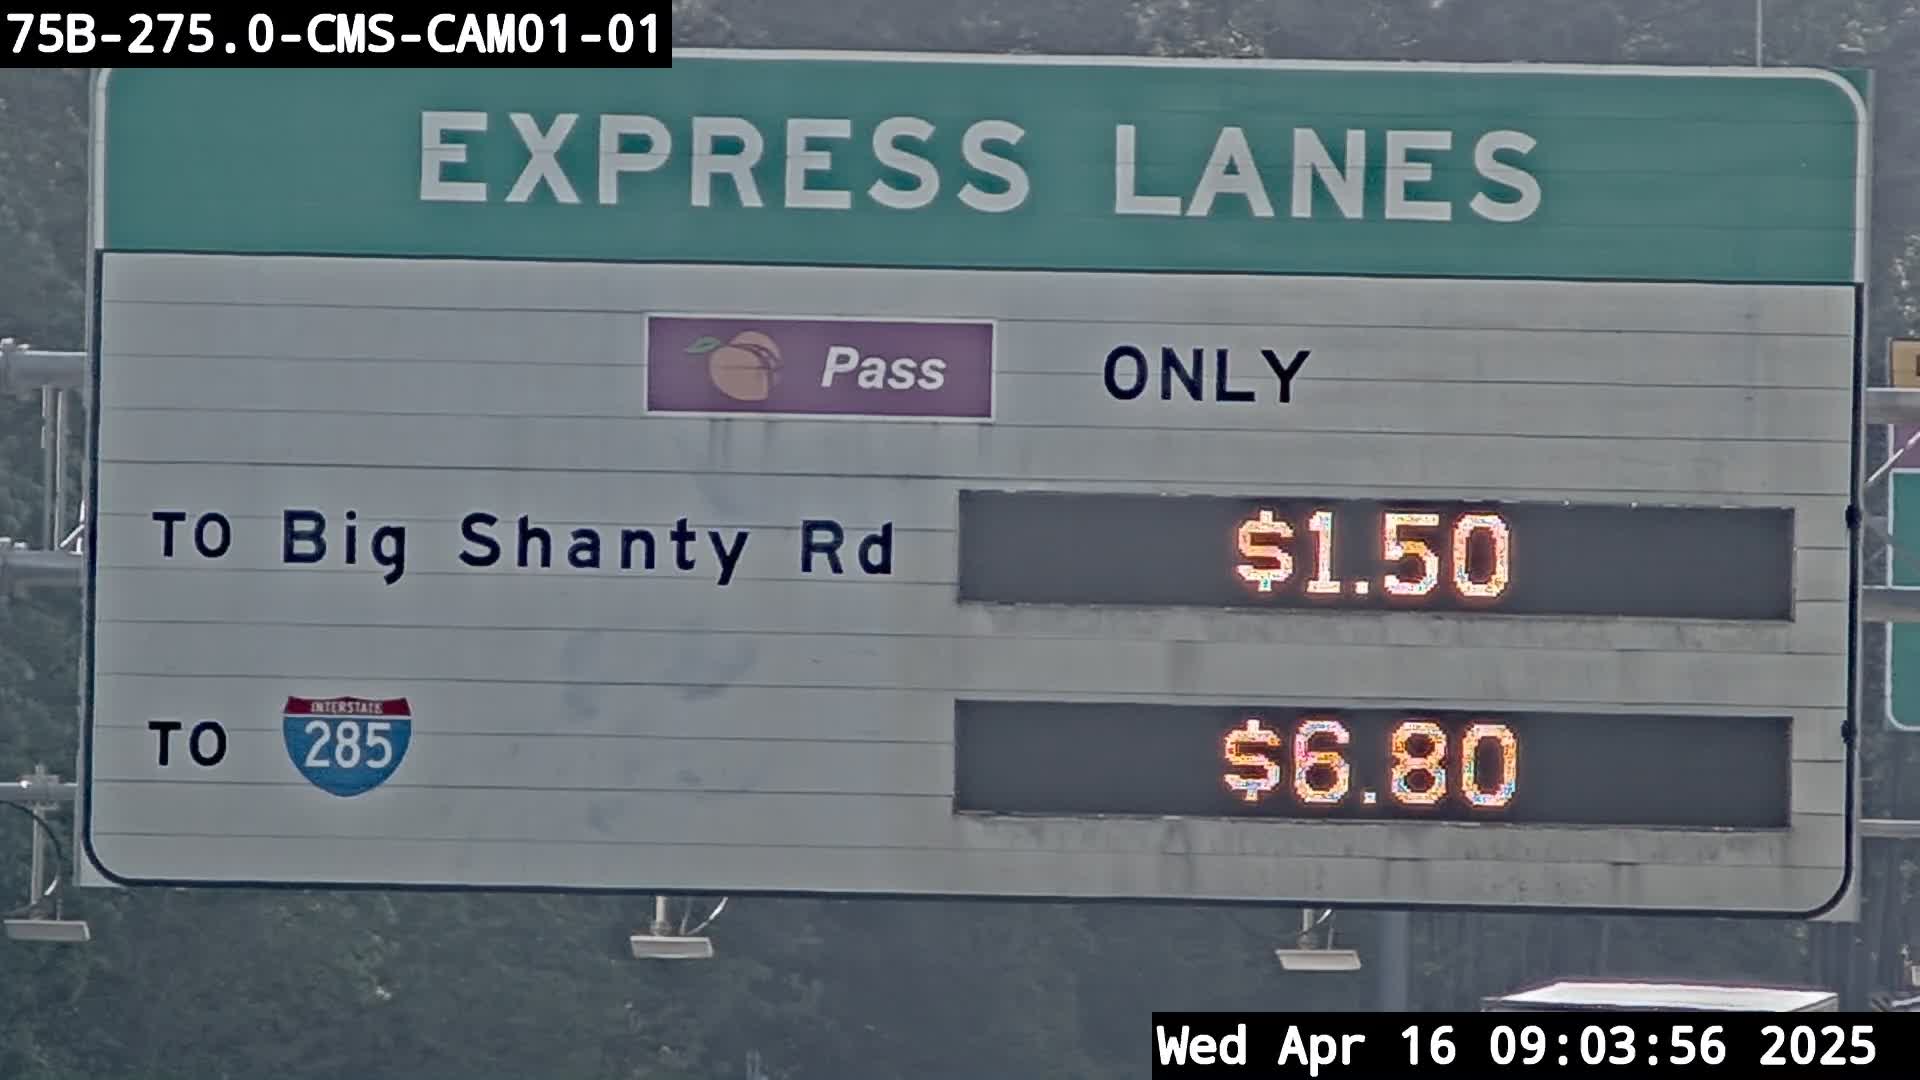 75B-275.0-CMS-CAM01-01
EXPRESS LANES
Pass ONLY
TO Big Shanty Rd $1.50
INTERSTATE
TO 285 $6.80
Wed Apr 16 09:03:56 2025